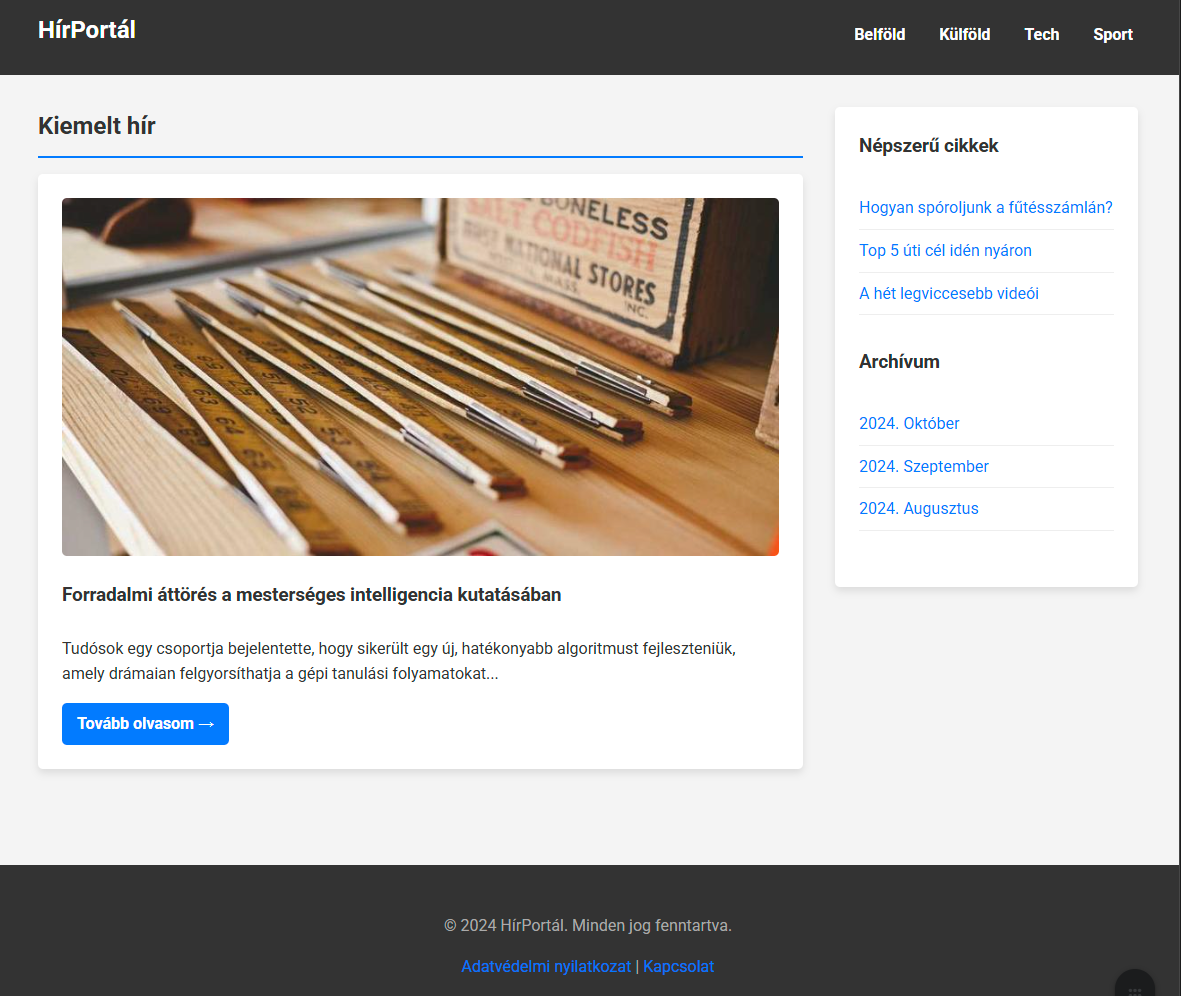 HírPortál
Belföld Külföld Tech Sport
Kiemelt hír
BONELESS
SALT CODFISH
NATIONAL STORES
MASS.
INC.
Forradalmi áttörés a mesterséges intelligencia kutatásában
Tudósok egy csoportja bejelentette, hogy sikerült egy új, hatékonyabb algoritmust fejleszteniük,
amely drámaian felgyorsíthatja a gépi tanulási folyamatokat...
Tovább olvasom →
Népszerű cikkek
Hogyan spóroljunk a fűtésszámlán?
Top 5 úti cél idén nyáron
A hét legviccesebb videói
Archívum
2024. Október
2024. Szeptember
2024. Augusztus
© 2024 HírPortál. Minden jog fenntartva.
Adatvédelmi nyilatkozat | Kapcsolat